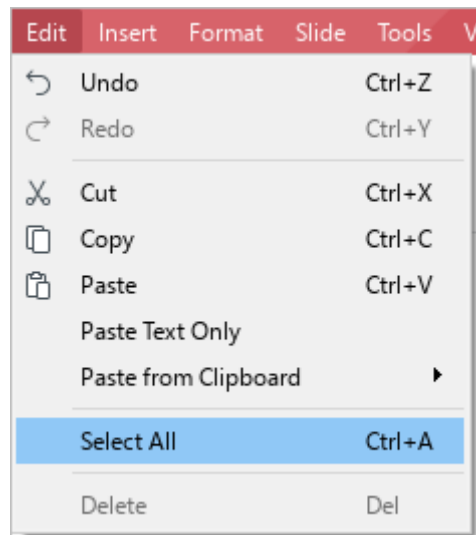 Edit Insert Format Slide Tools
Undo Ctrl+Z
Redo Ctrl+Y
Cut Ctrl+X
Copy Ctrl+C
Paste Ctrl+V
Paste Text Only
Paste from Clipboard
Select All Ctrl+A
Delete Del